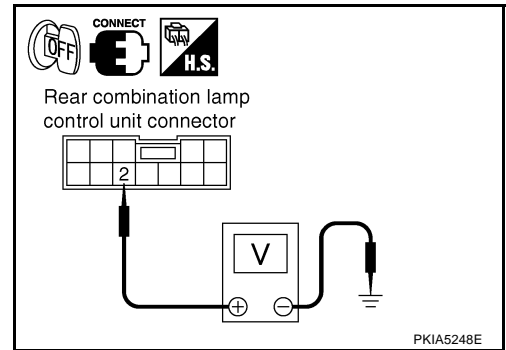 OFF
CONNECT
H.S.
Rear combination lamp
control unit connector
2
V
+ −
PKIA5248E